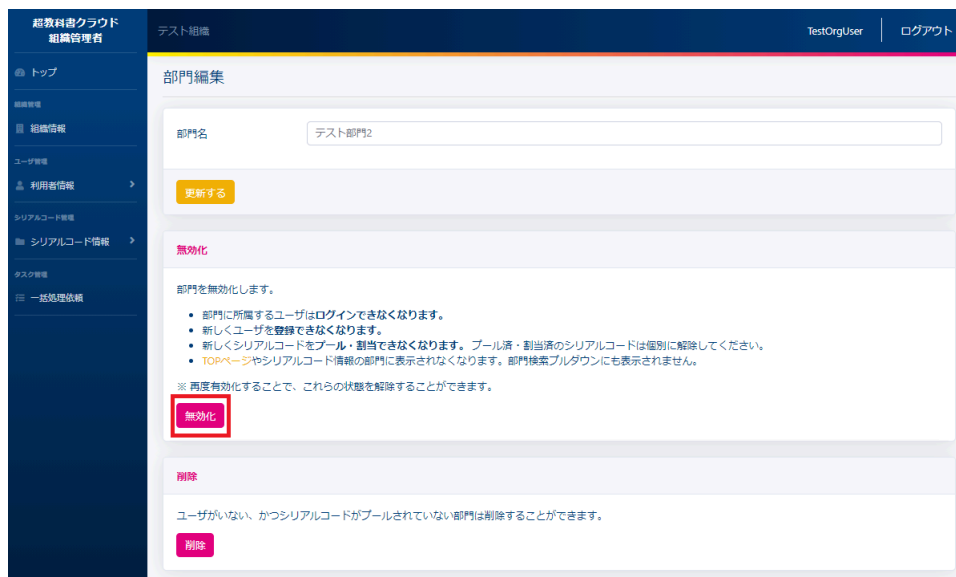 超教科書クラウド
組織管理者
テスト組織
TestOrgUser
ログアウト
トップ
組織管理
組織情報
ユーザ管理
利用者情報
シリアルコード管理
シリアルコード情報
タスク管理
一括処理依頼
部門編集
部門名
テスト部門2
更新する
無効化
部門を無効化します。
部門に所属するユーザはログインできなくなります。
新しくユーザを登録できなくなります。
新しくシリアルコードをプール・割当できなくなります。 プール済・割当済のシリアルコードは個別に解除してください。
TOPページやシリアルコード情報の部門に表示されなくなります。部門検索プルダウンにも表示されません。
※ 再度有効化することで、これらの状態を解除することができます。
無効化
削除
ユーザがいない、かつシリアルコードがプールされていない部門は削除することができます。
削除